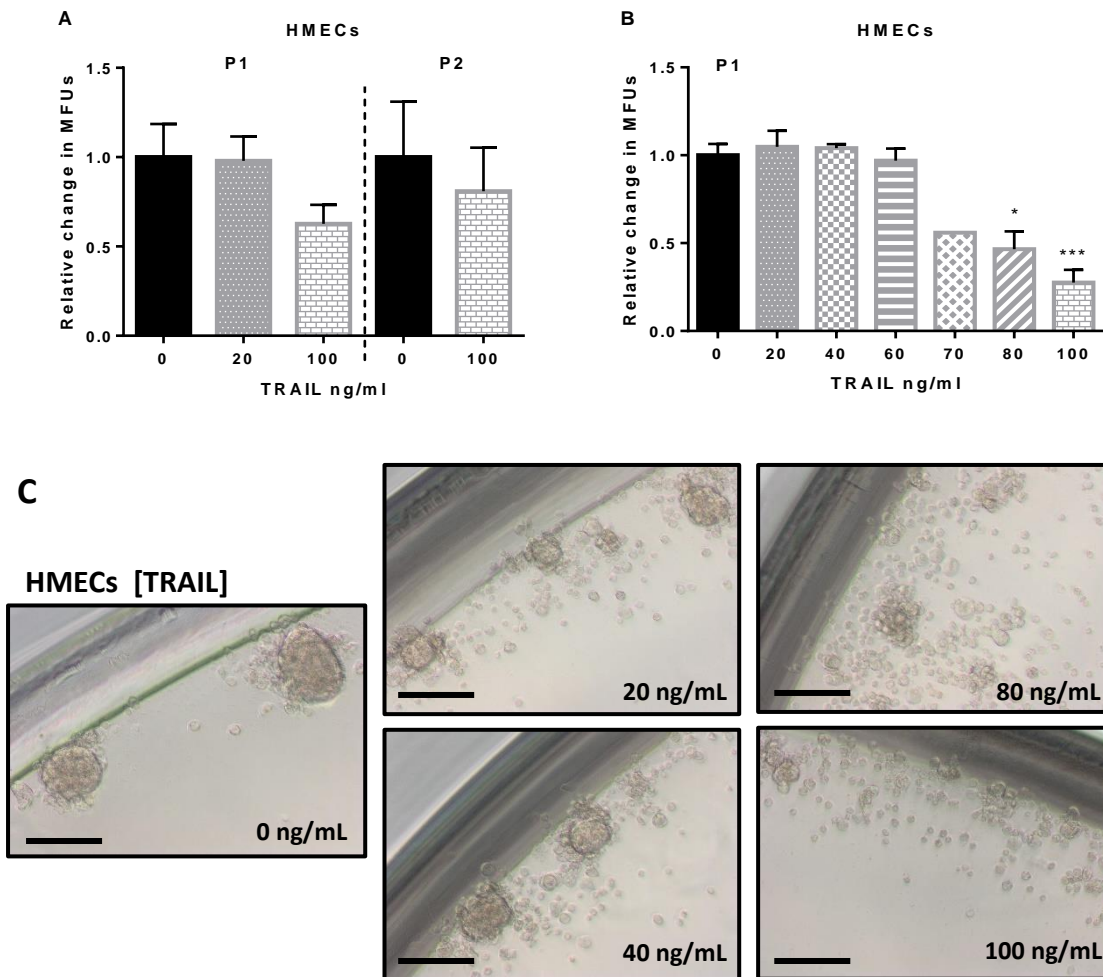 A
HMECs
P1
P2
Relative change in MFUs
1.5
1.0
0.5
0.0
0
20
100
0
100
TRAIL ng/ml
B
HMECs
P1
Relative change in MFUs
1.5
1.0
0.5
0.0
*
***
0
20
40
60
70
80
100
TRAIL ng/ml
C
HMECs [TRAIL]
0 ng/mL
20 ng/mL
80 ng/mL
40 ng/mL
100 ng/mL